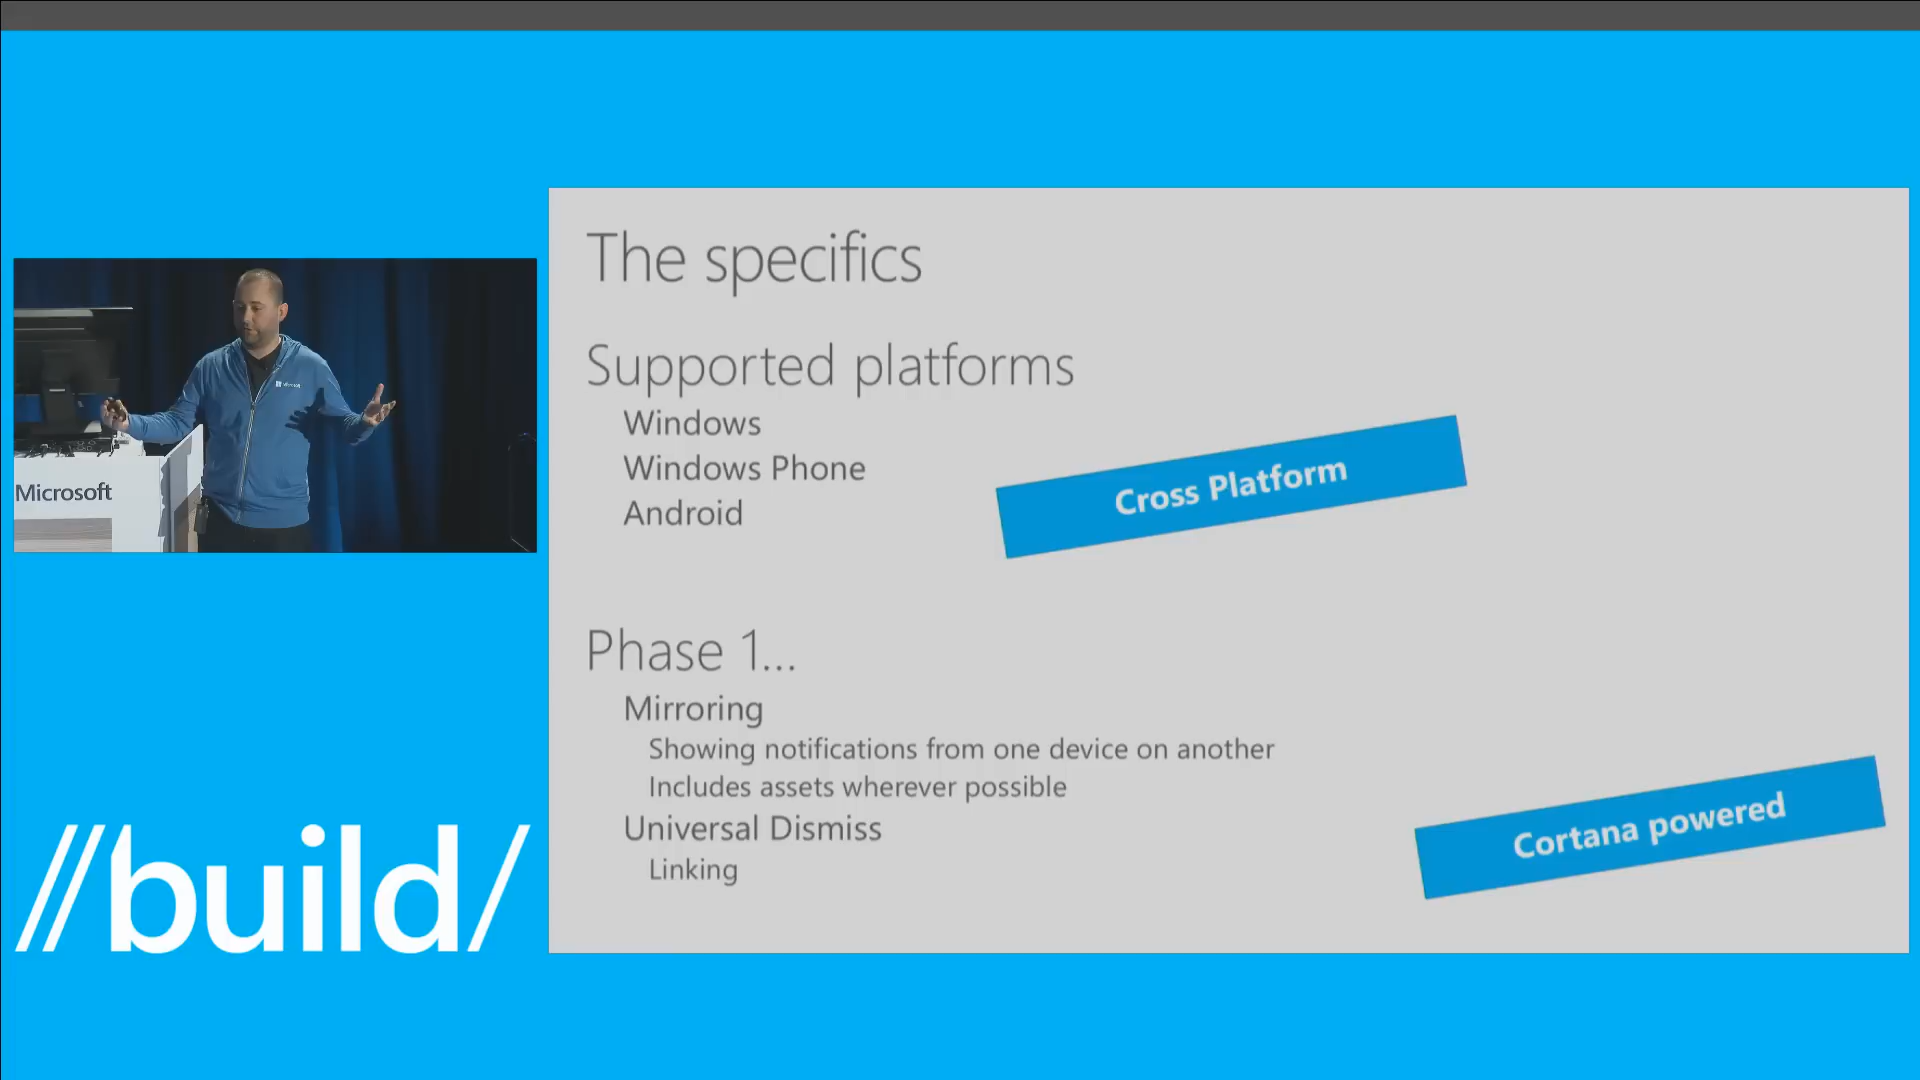 The specifics
Supported platforms
Windows
Windows Phone
Android
Cross Platform
Phase 1...
Mirroring
Showing notifications from one device on another
Includes assets wherever possible
Universal Dismiss
Linking
Cortana powered
Microsoft
Microsoft
//build/